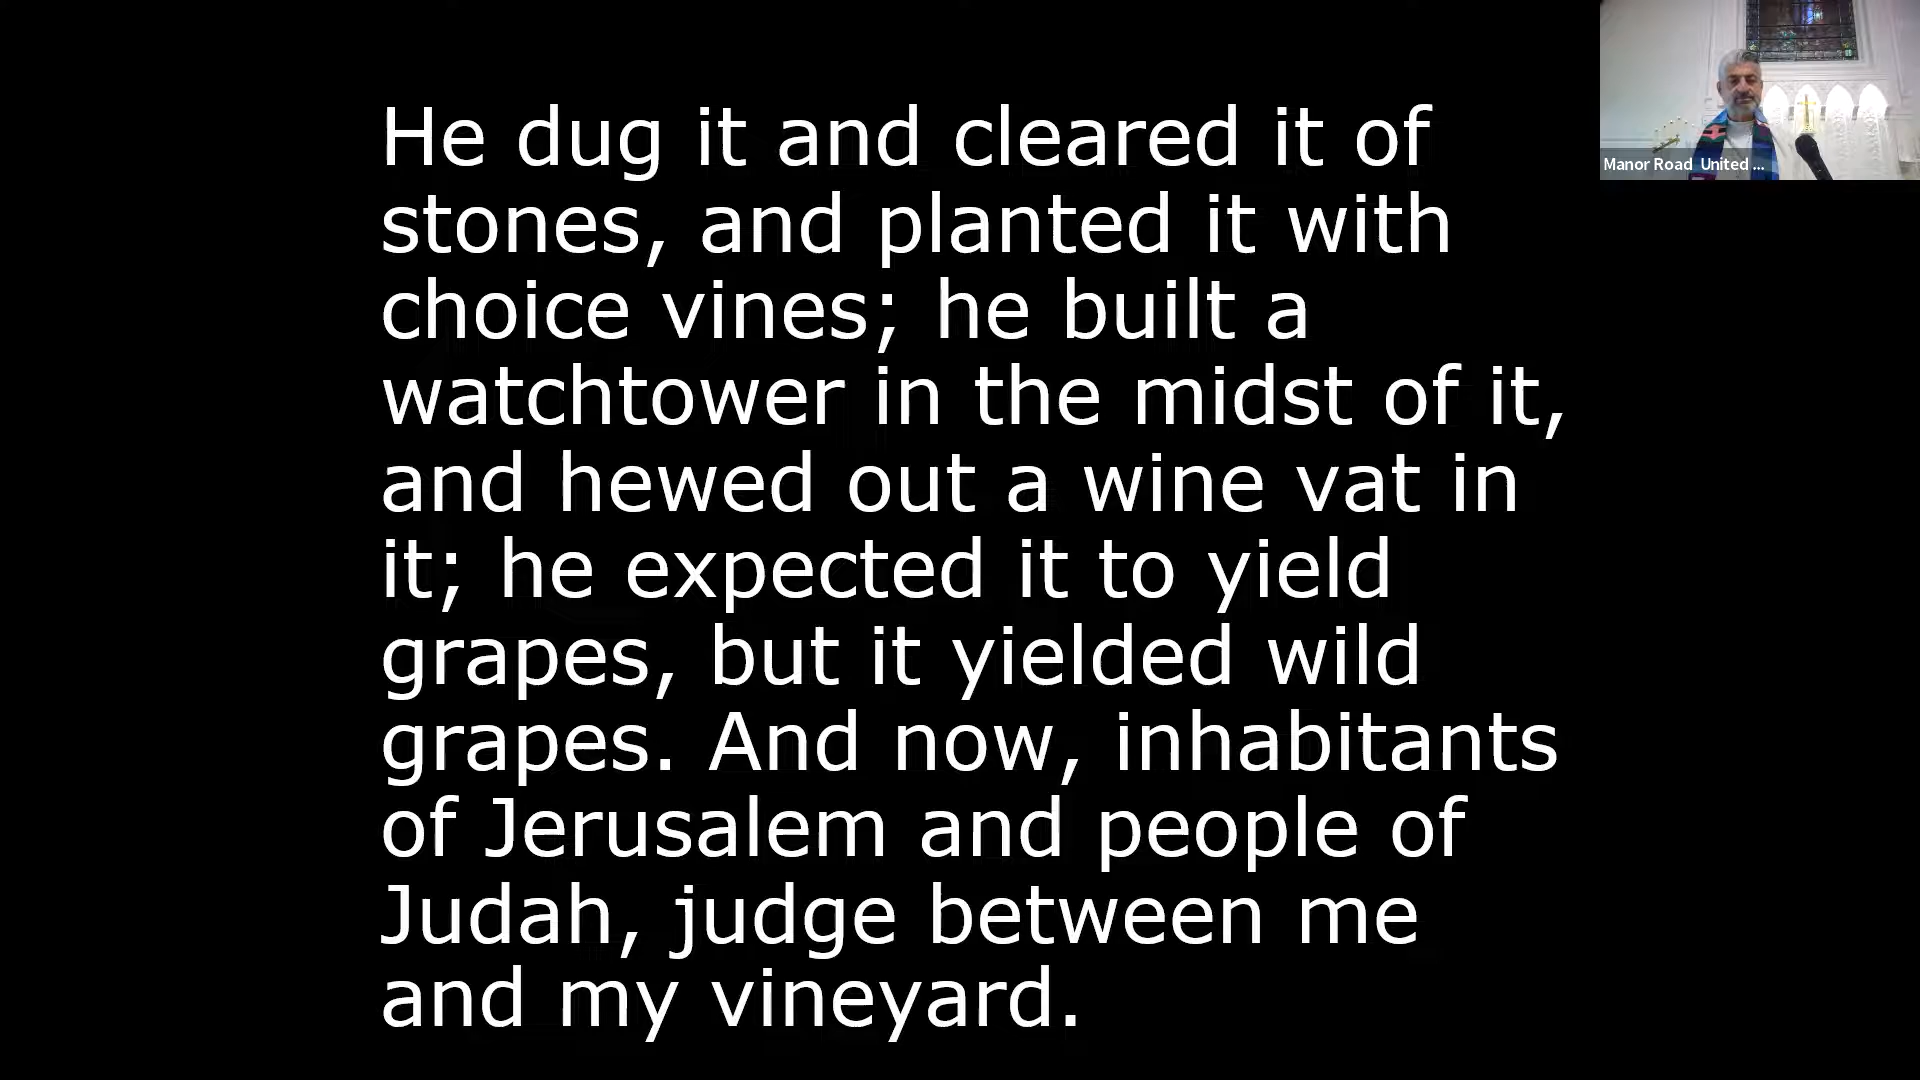 He dug it and cleared it of
stones, and planted it with
choice vines; he built a
watchtower in the midst of it,
and hewed out a wine vat in
it; he expected it to yield
grapes, but it yielded wild
grapes. And now, inhabitants
of Jerusalem and people of
Judah, judge between me
and my vineyard.
Manor Road United ...